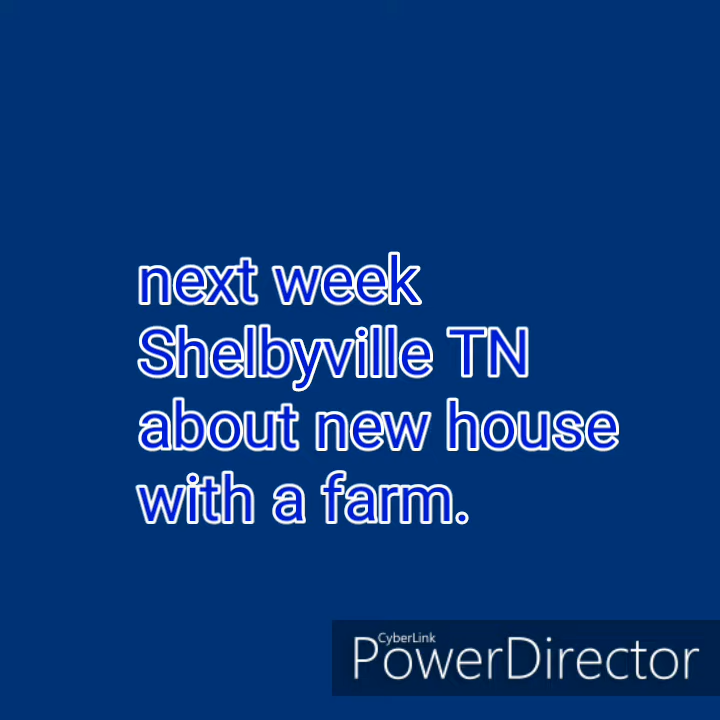 next week
Shelbyville TN
about new house
with a farm.
CyberLink
PowerDirector